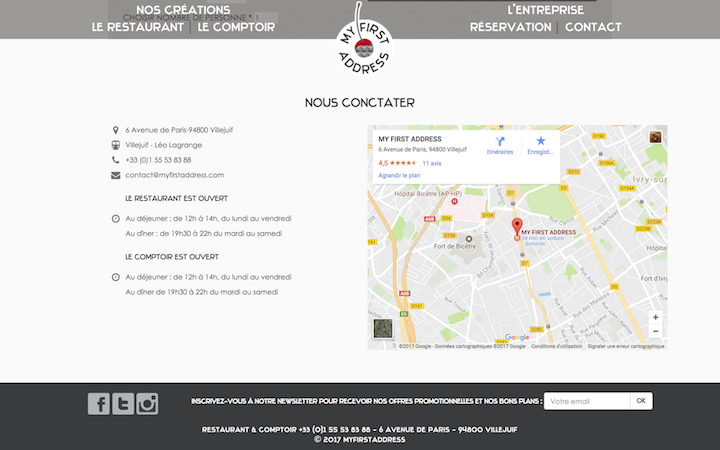 NOS CRÉATIONS
L'ENTREPRISE
CHOISIR NOMBRE DE PERSONNE * 1
LE RESTAURANT | LE COMPTOIR
RÉSERVATION | CONTACT
MY FIRST
ADDRESS
NOUS CONCTATER
6 Avenue de Paris-94800 Villejuif
Villejuif - Léo Lagrange
+33 (0)1 55 53 83 88
contact@myfirstaddress.com
LE RESTAURANT EST OUVERT
Au déjeuner : de 12h à 14h, du lundi au vendredi
Au dîner : de 19h30 à 22h du mardi au samedi
LE COMPTOIR EST OUVERT
Au déjeuner : de 12h à 14h, du lundi au vendredi
Au dîner de 19h30 à 22h du mardi au samedi
MY FIRST ADDRESS
6 Avenue de Paris, 94800 Villejuif
4,5 ★★★★★ 11 avis
Agrandir le plan
Itinéraires
Enregist...
Ivry-sur-
Hôpital Bicêtre (AP-HP)
MY FIRST ADDRESS
34 min en voiture
domicile
Fort de Bicêtre
Fort d'Ivry
A6B
D61
Google
©2017 Google - Données cartographiques ©2017 Google
Conditions d'utilisation
Signaler une erreur cartographique
INSCRIVEZ-VOUS À NOTRE NEWSLETTER POUR RECEVOIR NOS OFFRES PROMOTIONNELLES ET NOS BONS PLANS :
Votre email
OK
RESTAURANT & COMPTOIR +33 (0)1 55 53 83 88 - 6 AVENUE DE PARIS - 94800 VILLEJUIF
© 2017 MYFIRSTADDRESS